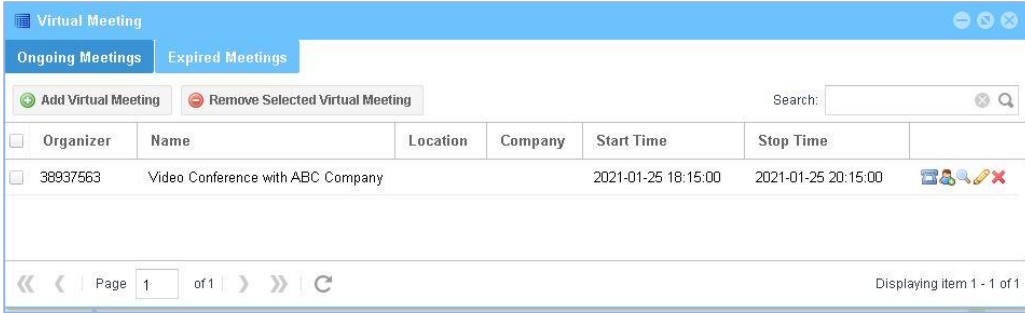 Virtual Meeting
Ongoing Meetings Expired Meetings
Add Virtual Meeting Remove Selected Virtual Meeting Search:
Organizer Name Location Company Start Time Stop Time
38937563 Video Conference with ABC Company 2021-01-25 18:15:00 2021-01-25 20:15:00
Page 1 of 1 Displaying item 1 - 1 of 1